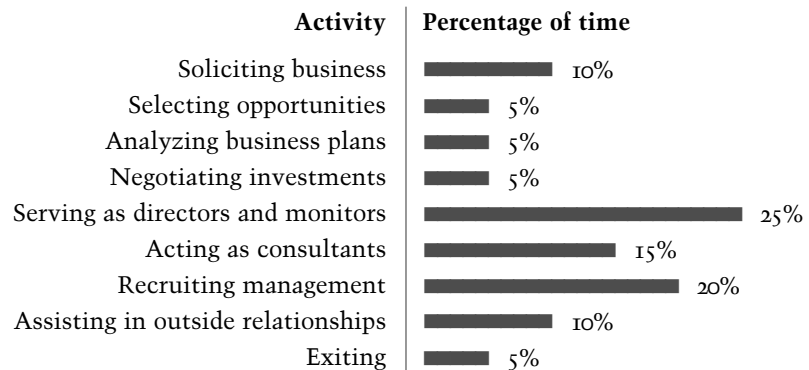 Activity Percentage of time
Soliciting business 10%
Selecting opportunities 5%
Analyzing business plans 5%
Negotiating investments 5%
Serving as directors and monitors 25%
Acting as consultants 15%
Recruiting management 20%
Assisting in outside relationships 10%
Exiting 5%